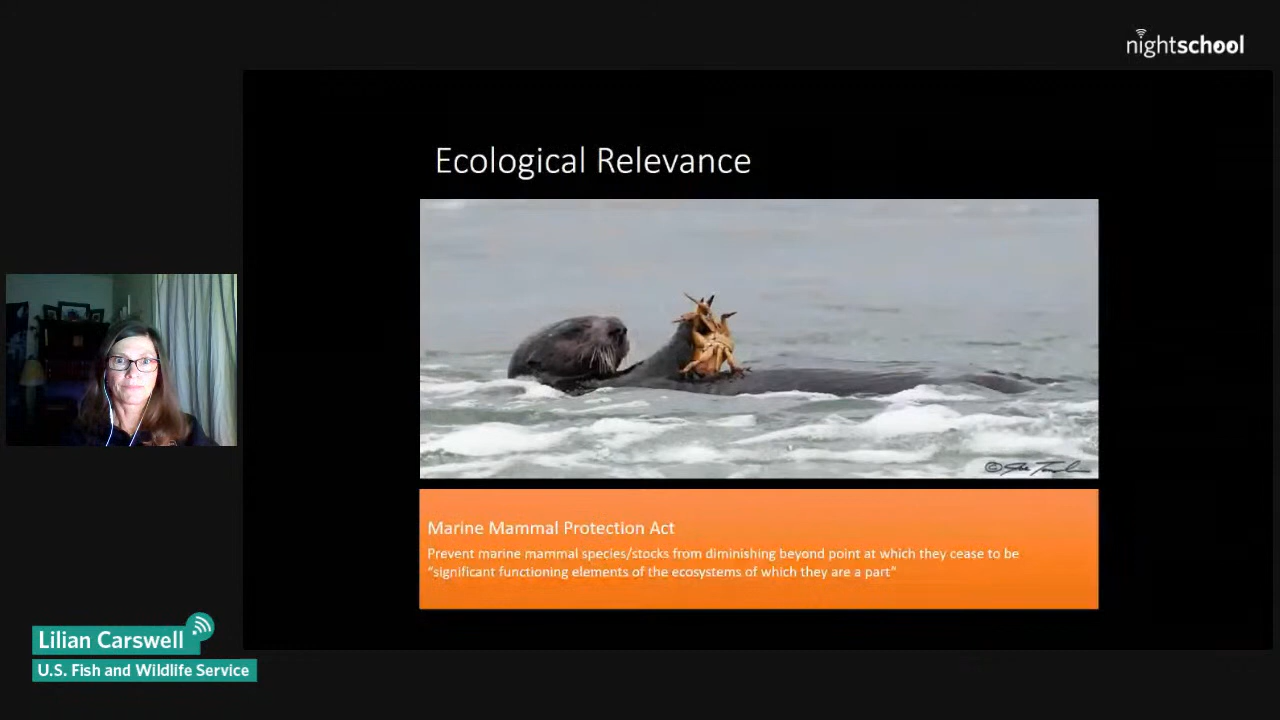 nightschool
Ecological Relevance
Marine Mammal Protection Act
Prevent marine mammal species/stocks from diminishing beyond point at which they cease to be
“significant functioning elements of the ecosystems of which they are a part”
Lilian Carswell
U.S. Fish and Wildlife Service